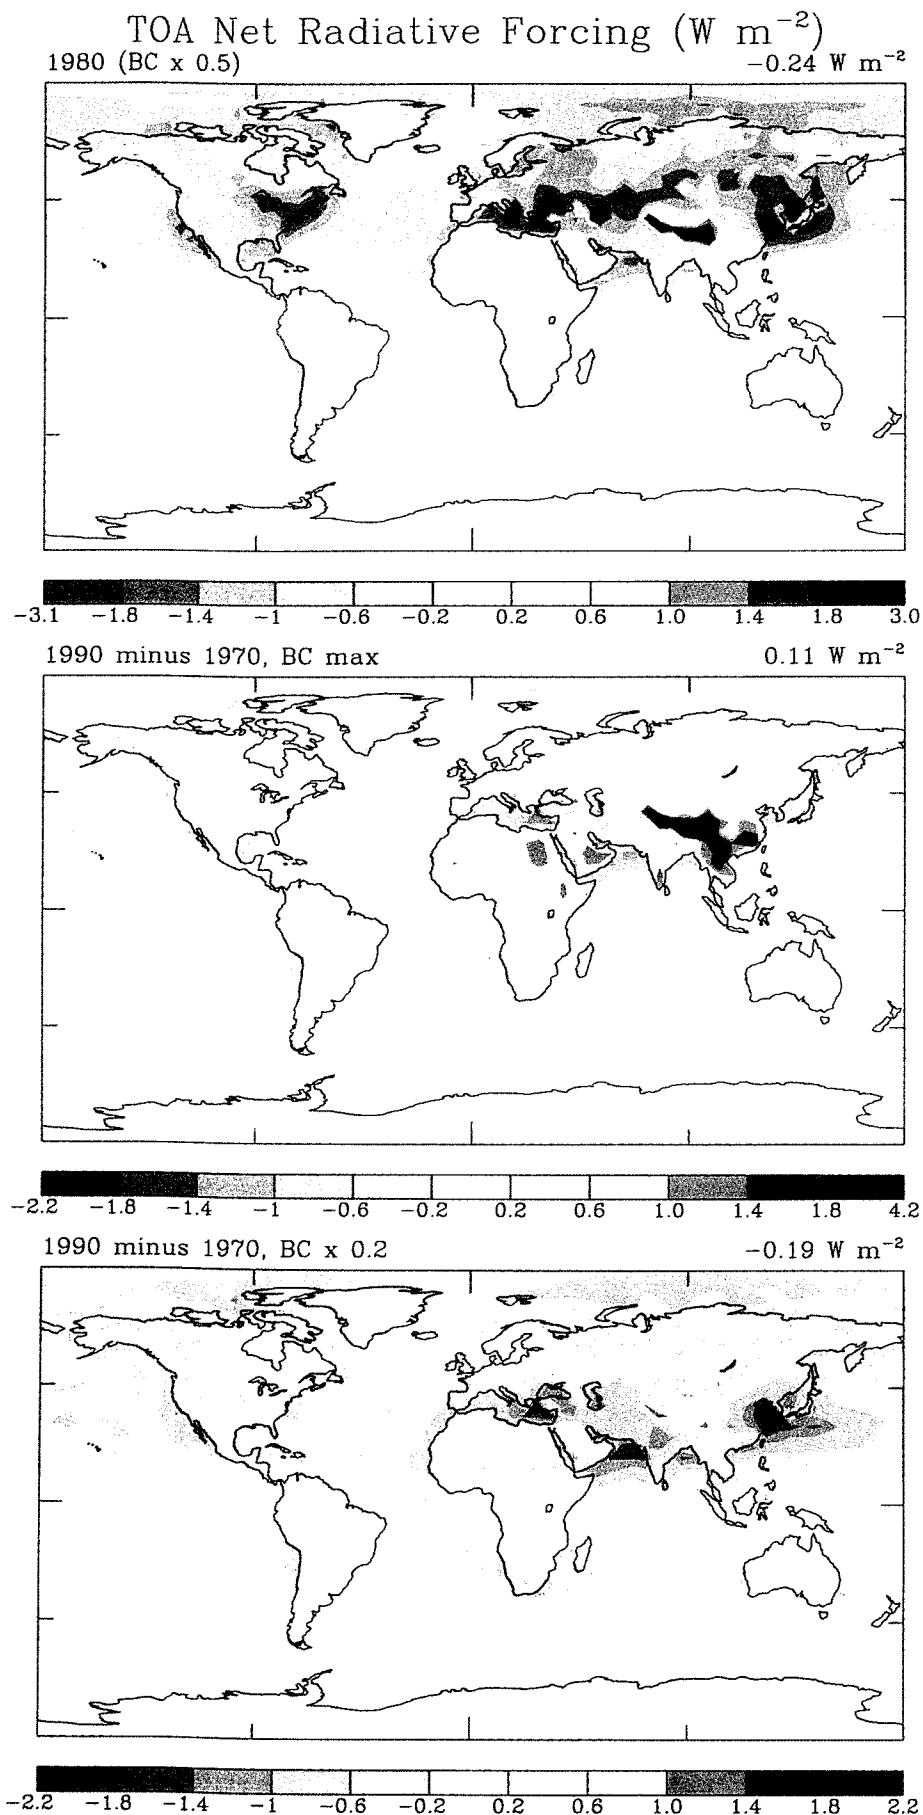 TOA Net Radiative Forcing (W m−2)
1980 (BC x 0.5) −0.24 W m−2
−3.1 −1.8 −1.4 −1 −0.6 −0.2 0.2 0.6 1.0 1.4 1.8 3.0
1990 minus 1970, BC max 0.11 W m−2
−2.2 −1.8 −1.4 −1 −0.6 −0.2 0.2 0.6 1.0 1.4 1.8 4.2
1990 minus 1970, BC x 0.2 −0.19 W m−2
−2.2 −1.8 −1.4 −1 −0.6 −0.2 0.2 0.6 1.0 1.4 1.8 2.2